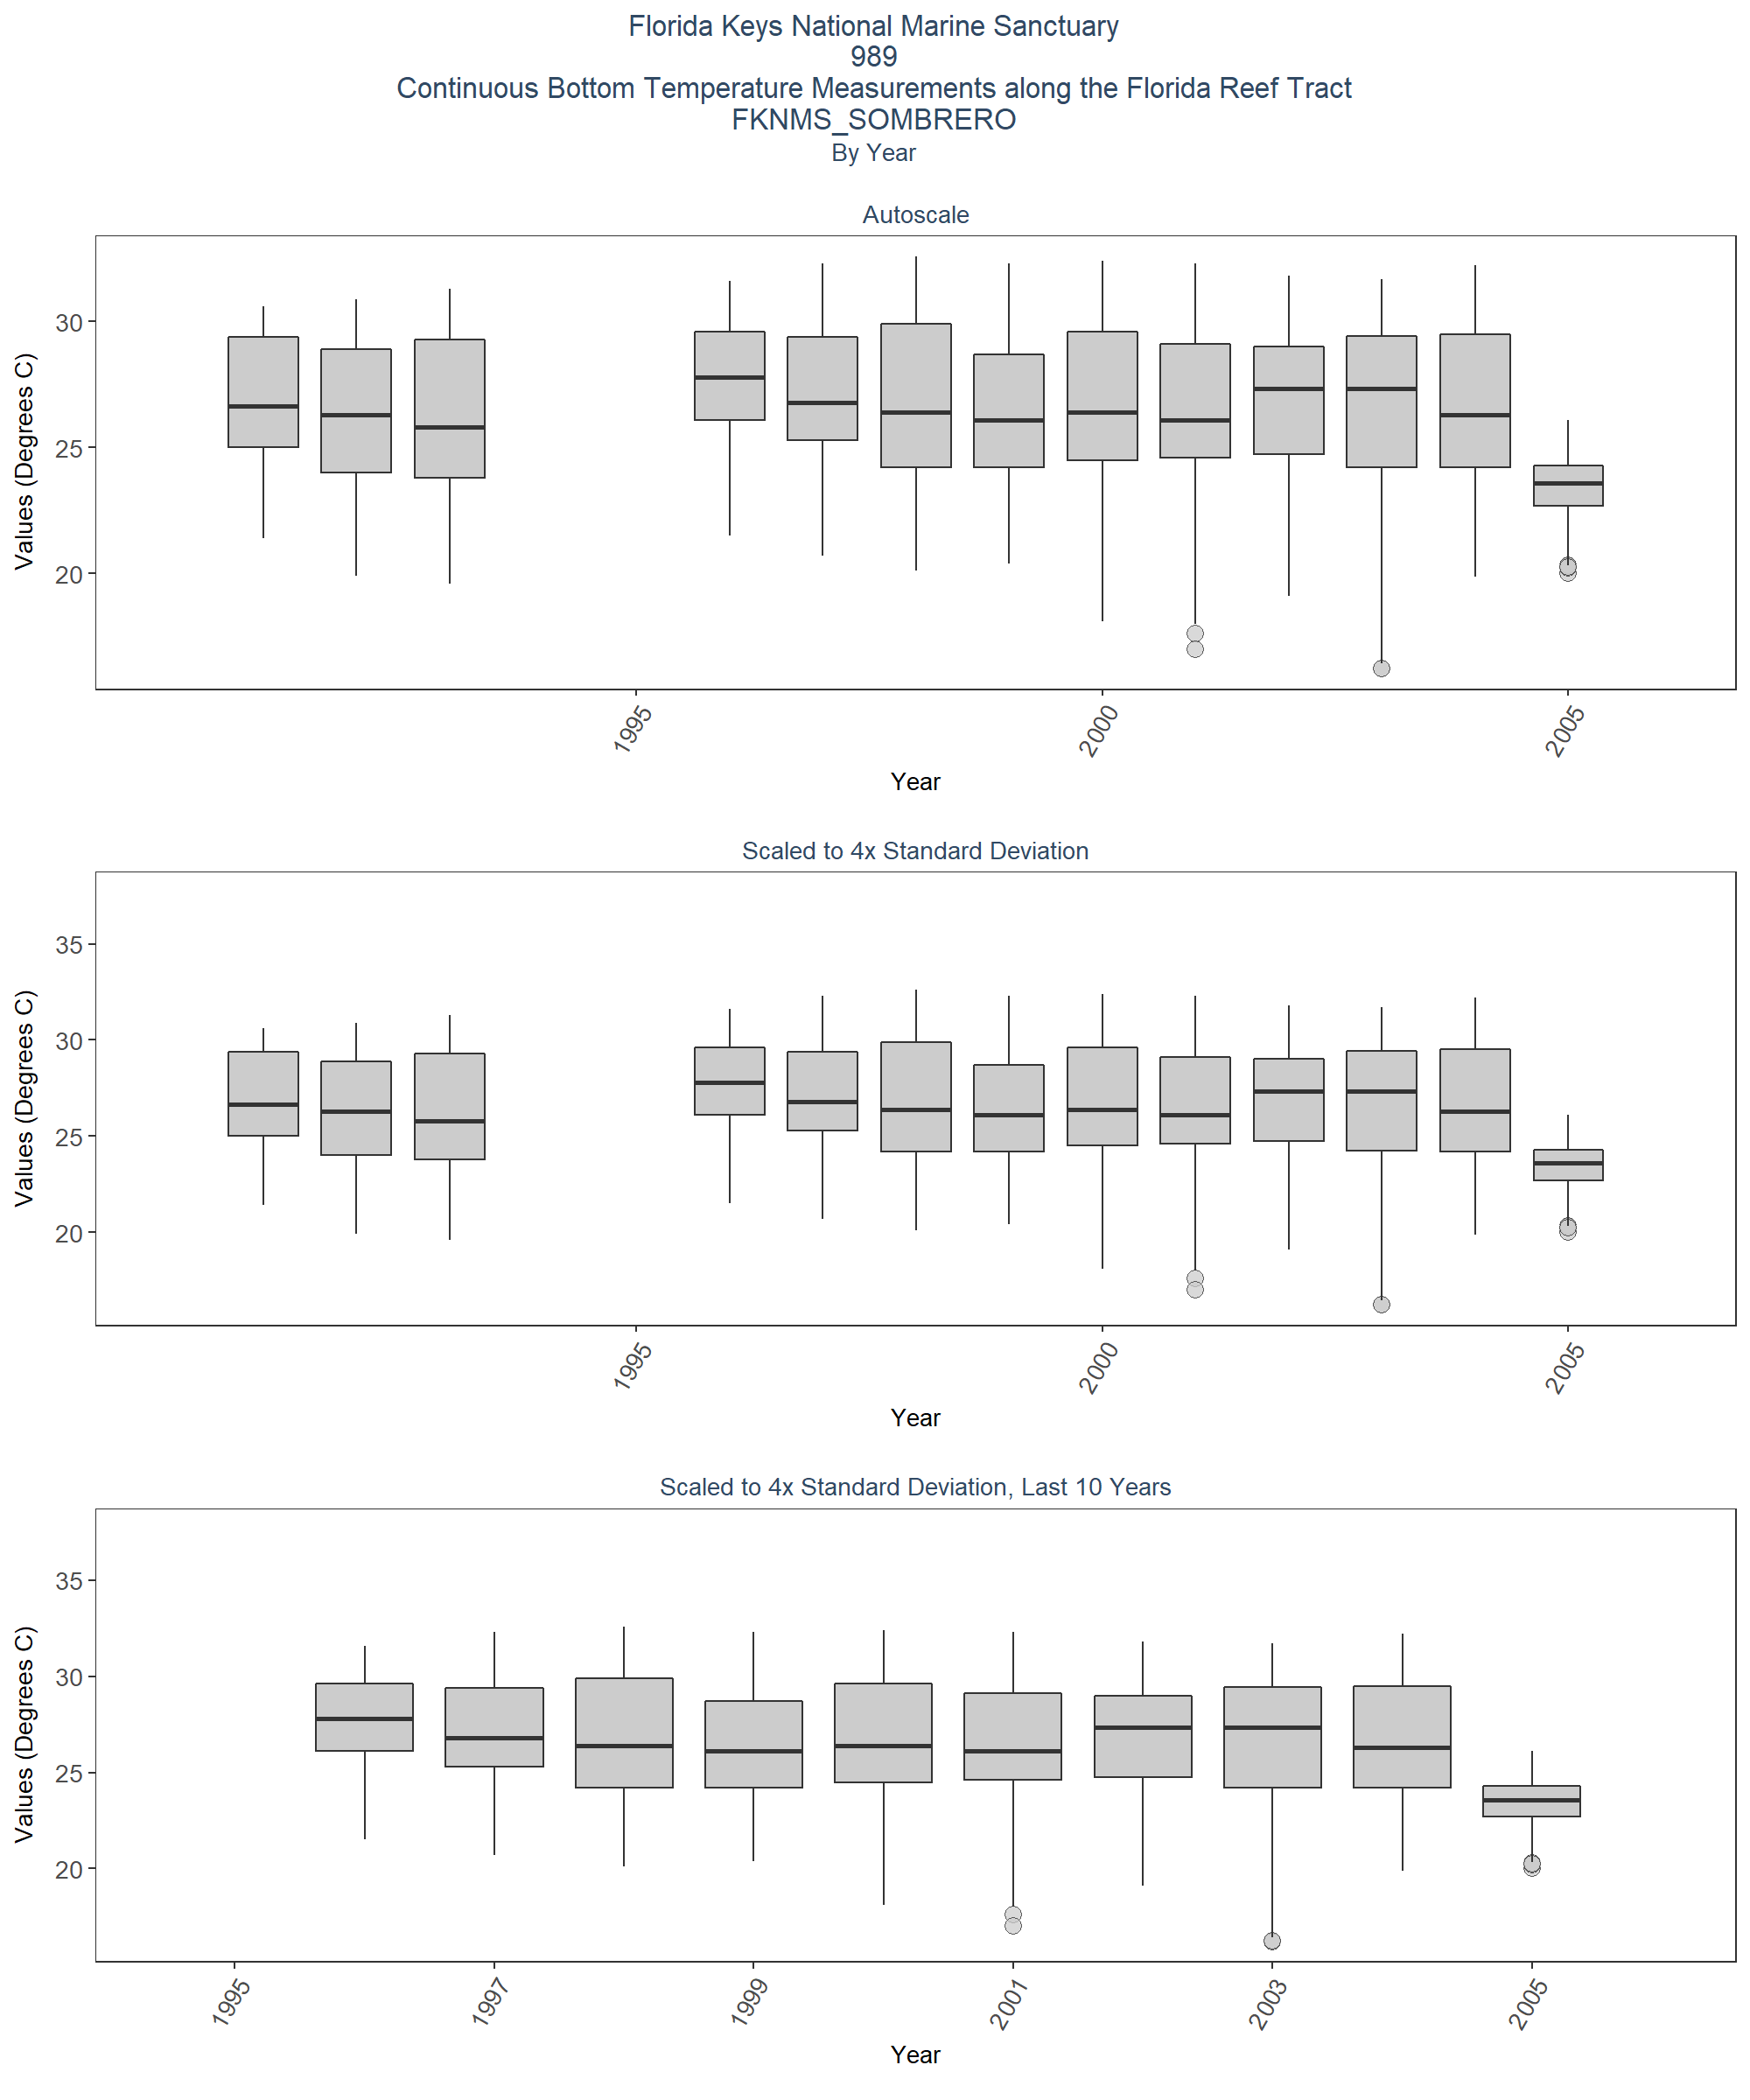 Florida Keys National Marine Sanctuary
989
Continuous Bottom Temperature Measurements along the Florida Reef Tract
FKNMS_SOMBRERO
By Year
Autoscale
Values (Degrees C)
30
25
20
1995
2000
2005
Year
Scaled to 4x Standard Deviation
Values (Degrees C)
35
30
25
20
1995
2000
2005
Year
Scaled to 4x Standard Deviation, Last 10 Years
Values (Degrees C)
35
30
25
20
1995
1997
1999
2001
2003
2005
Year